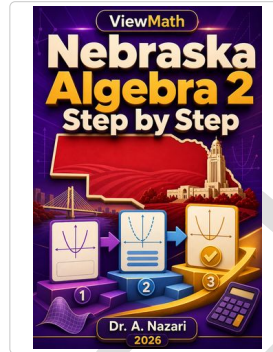 ViewMath
Nebraska
Algebra 2
Step by Step
1
2
3
Dr. A. Nazari
2026